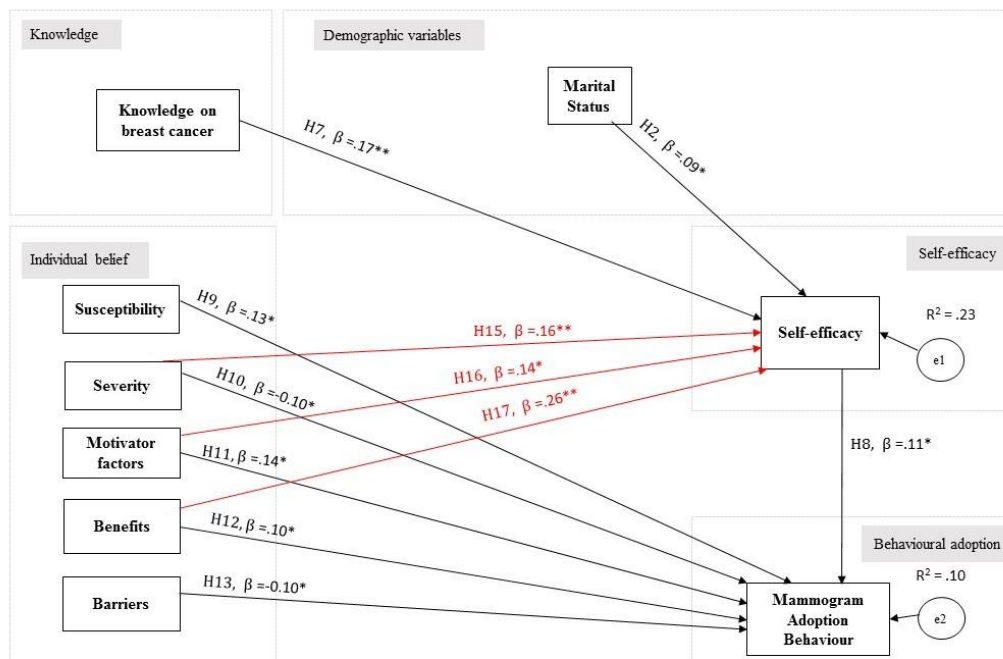 Knowledge
Demographic variables
Knowledge on
breast cancer
Marital
Status
H7, β =.17**
H2, β =.09*
Individual belief
Self-efficacy
Susceptibility
H9, β =.13*
Self-efficacy
R² = .23
e1
H15, β =.16**
Severity
H10, β =-0.10*
H16, β =.14*
H17, β =.26**
Motivator
factors
H11, β =.14*
H8, β =.11*
Benefits
H12, β =.10*
Behavioural adoption
Barriers
H13, β =-0.10*
R² = .10
Mammogram
Adoption
Behaviour
e2